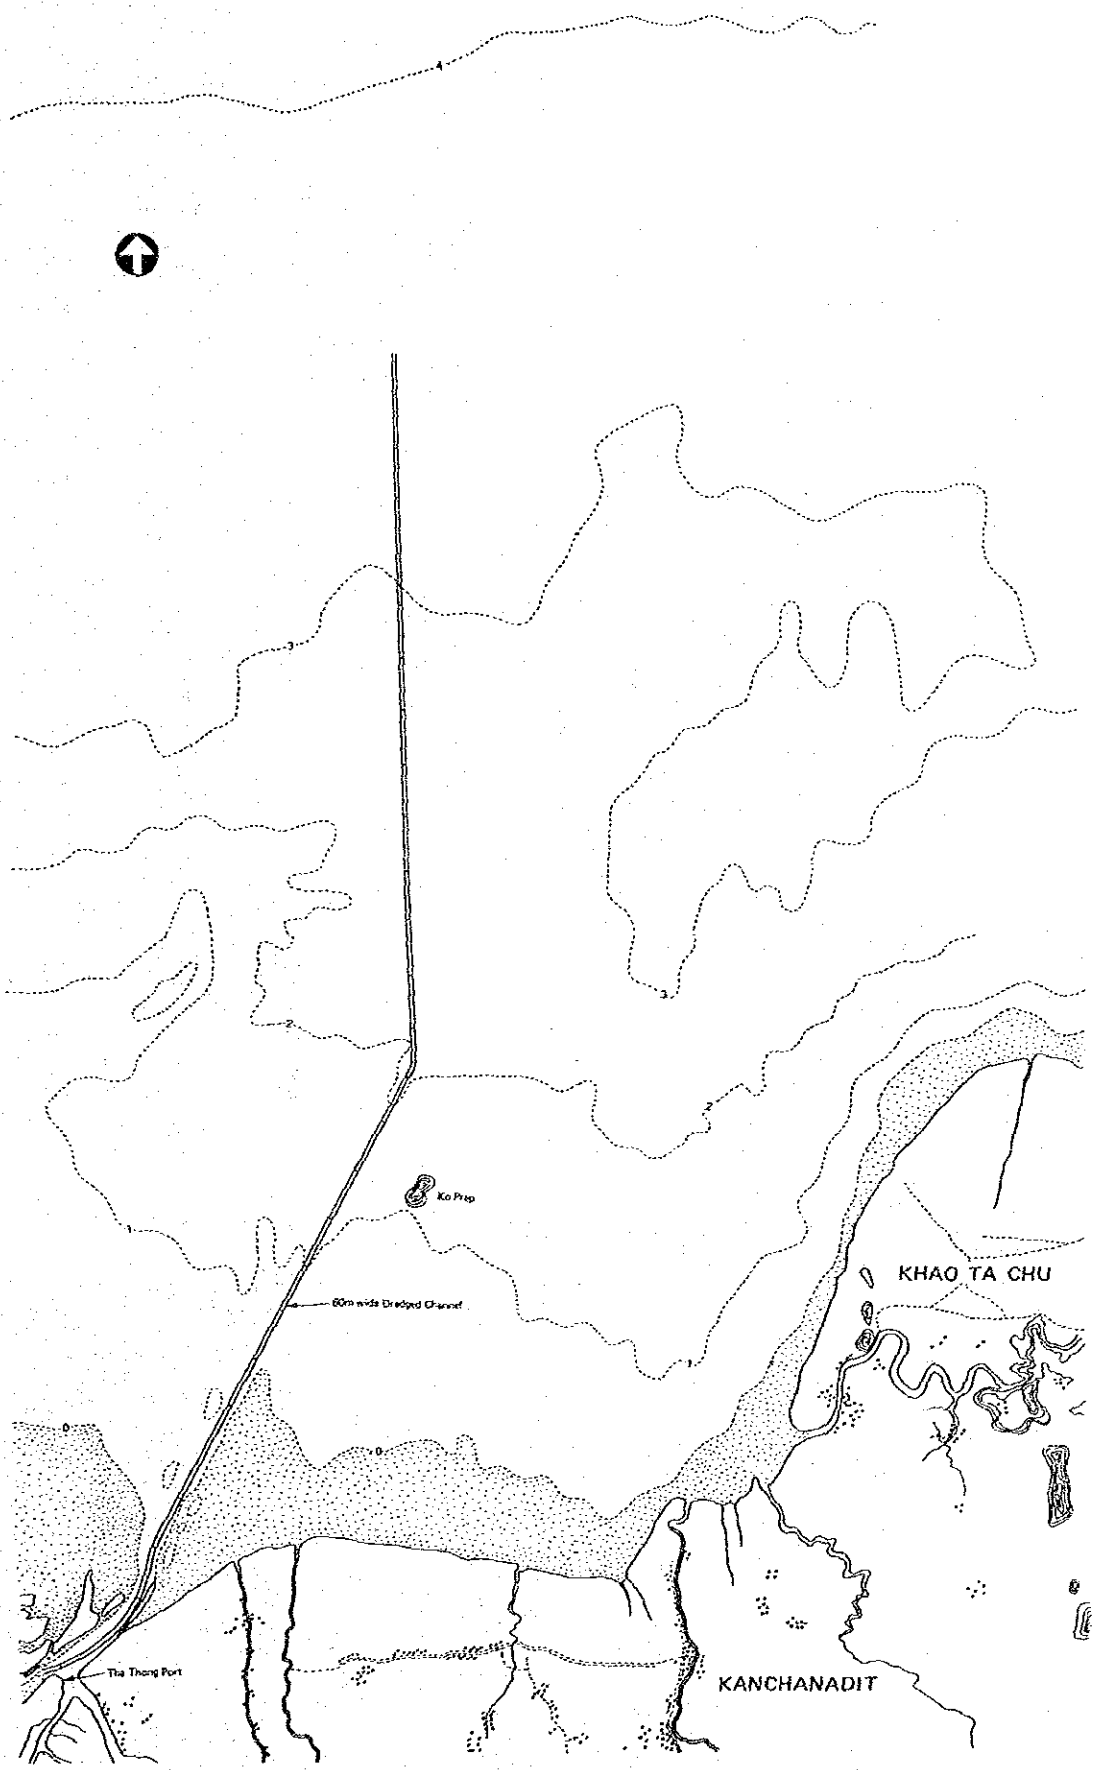 4
3
2
3
2
1
Ko Prap
KHAO TA CHU
60m wide Dredged Channel
1
0
0
Tha Thong Port
KANCHANADIT